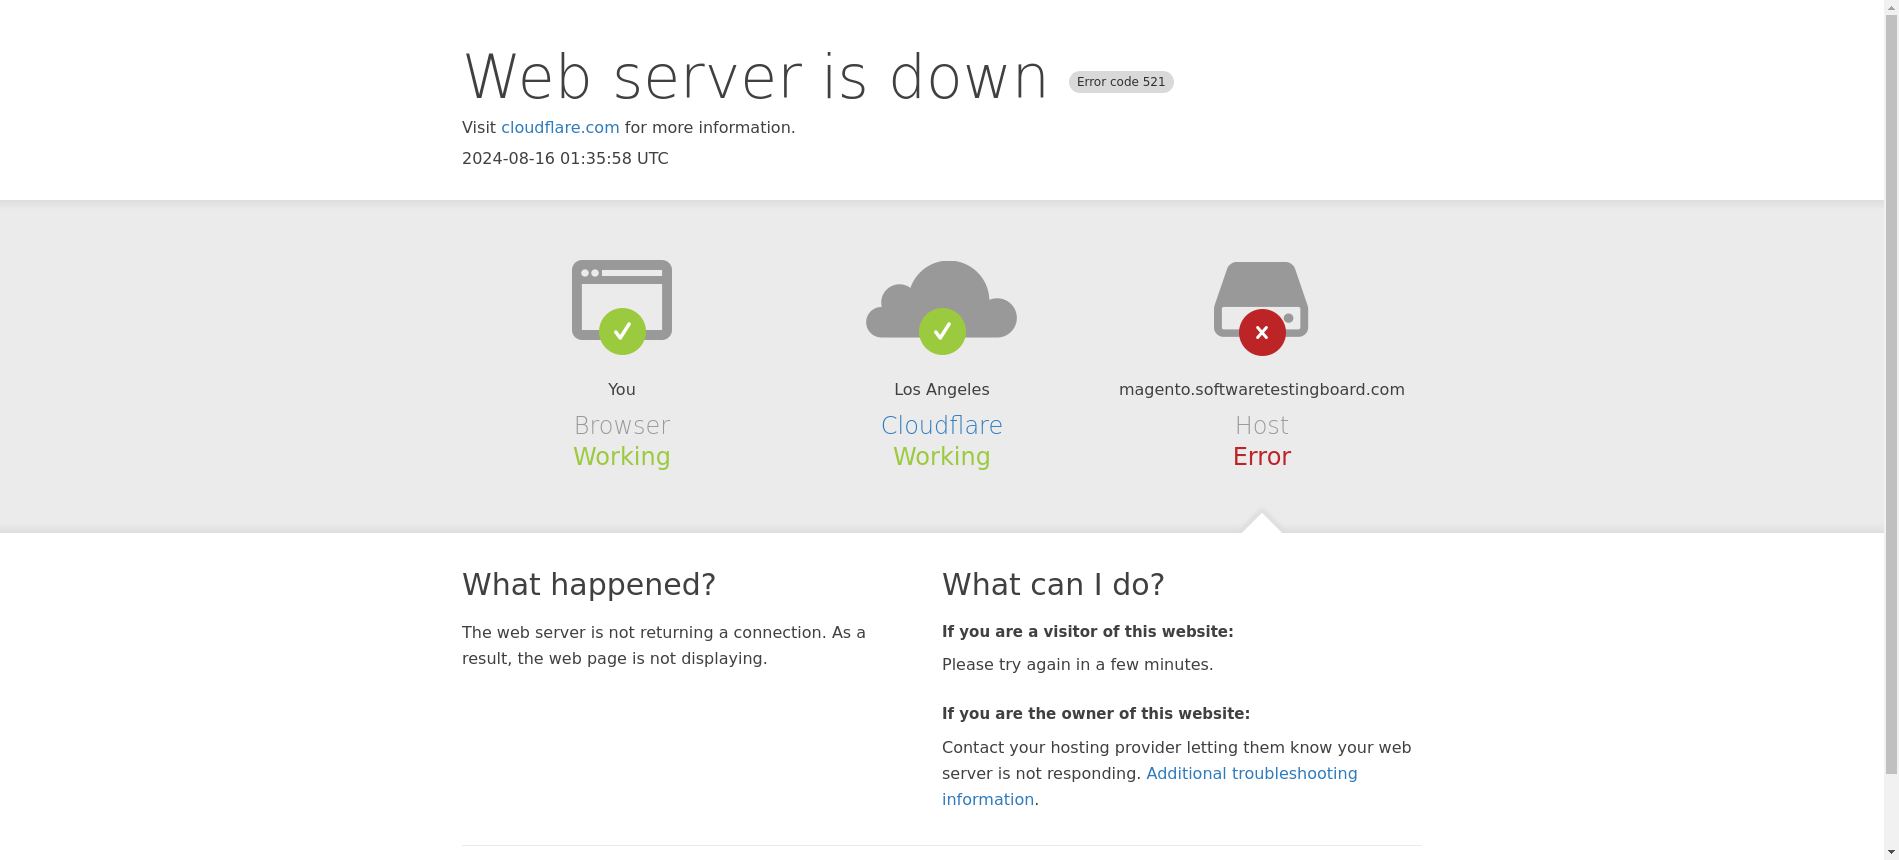 Web server is down Error code 521
Visit cloudflare.com for more information.
2024-08-16 01:35:58 UTC
You
Browser
Working
Los Angeles
Cloudflare
Working
magento.softwaretestingboard.com
Host
Error
What happened?
The web server is not returning a connection. As a
result, the web page is not displaying.
What can I do?
If you are a visitor of this website:
Please try again in a few minutes.
If you are the owner of this website:
Contact your hosting provider letting them know your web
server is not responding. Additional troubleshooting
information.